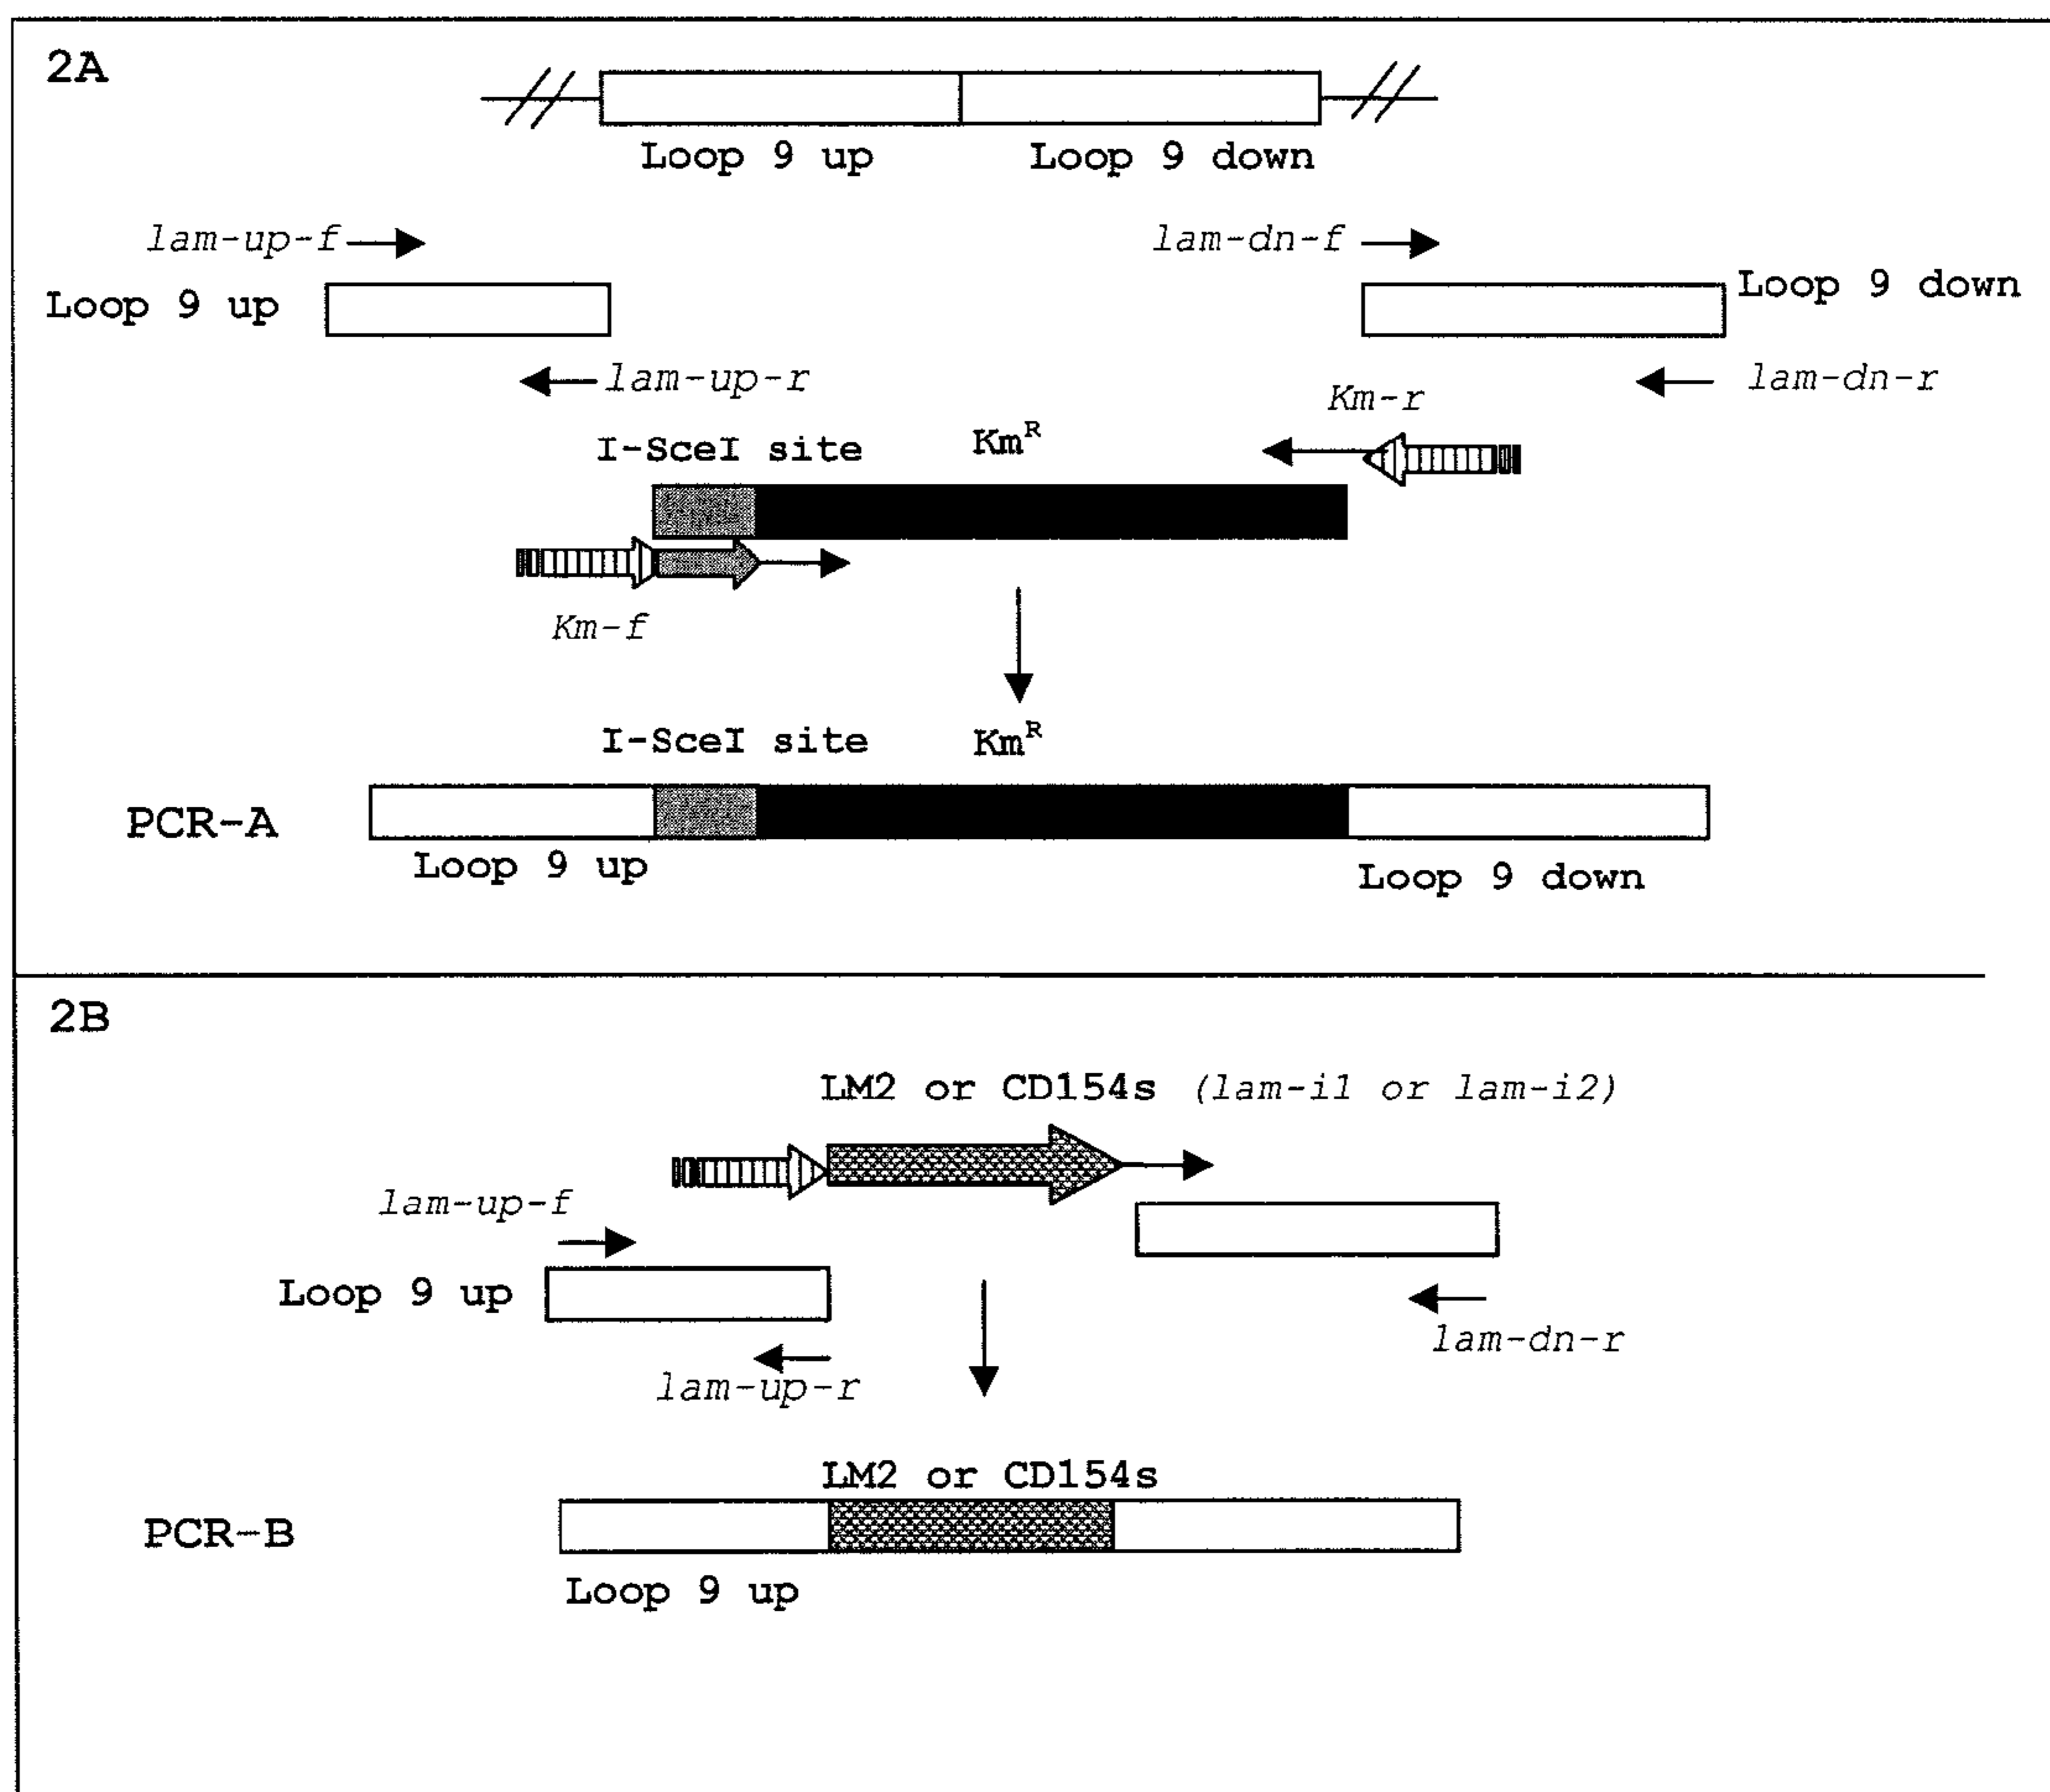 2A
Loop 9 up
Loop 9 down
lam-up-f
lam-dn-f
Loop 9 up
Loop 9 down
lam-up-r
lam-dn-r
Km-r
I-SceI site
Km^R
Km-f
I-SceI site
Km^R
PCR-A
Loop 9 up
Loop 9 down
2B
LM2 or CD154s (lam-i1 or lam-i2)
lam-up-f
Loop 9 up
lam-dn-r
lam-up-r
LM2 or CD154s
PCR-B
Loop 9 up